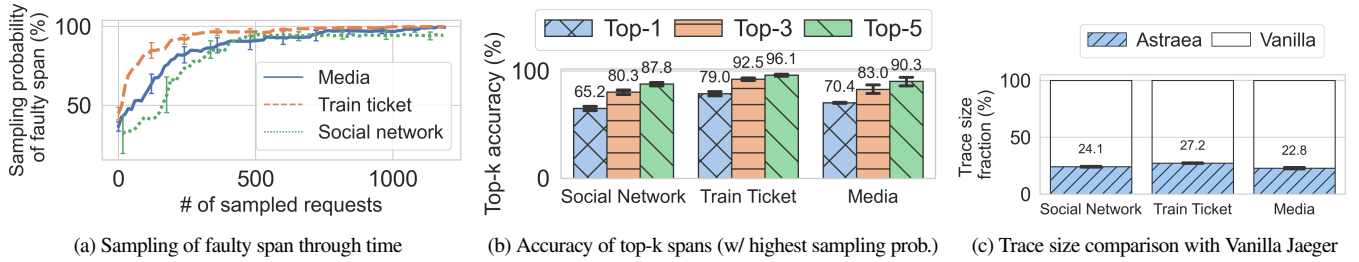 Sampling probability
of faulty span (%)
100
50
Media
Train ticket
Social network
0
500
1000
# of sampled requests
(a) Sampling of faulty span through time
Top-1
Top-3
Top-5
Top-k accuracy (%)
100
0
65.2
80.3
87.8
79.0
92.5
96.1
70.4
83.0
90.3
Social Network
Train Ticket
Media
(b) Accuracy of top-k spans (w/ highest sampling prob.)
Astraea
Vanilla
Trace size
fraction (%)
100
50
0
24.1
27.2
22.8
Social Network
Train Ticket
Media
(c) Trace size comparison with Vanilla Jaeger